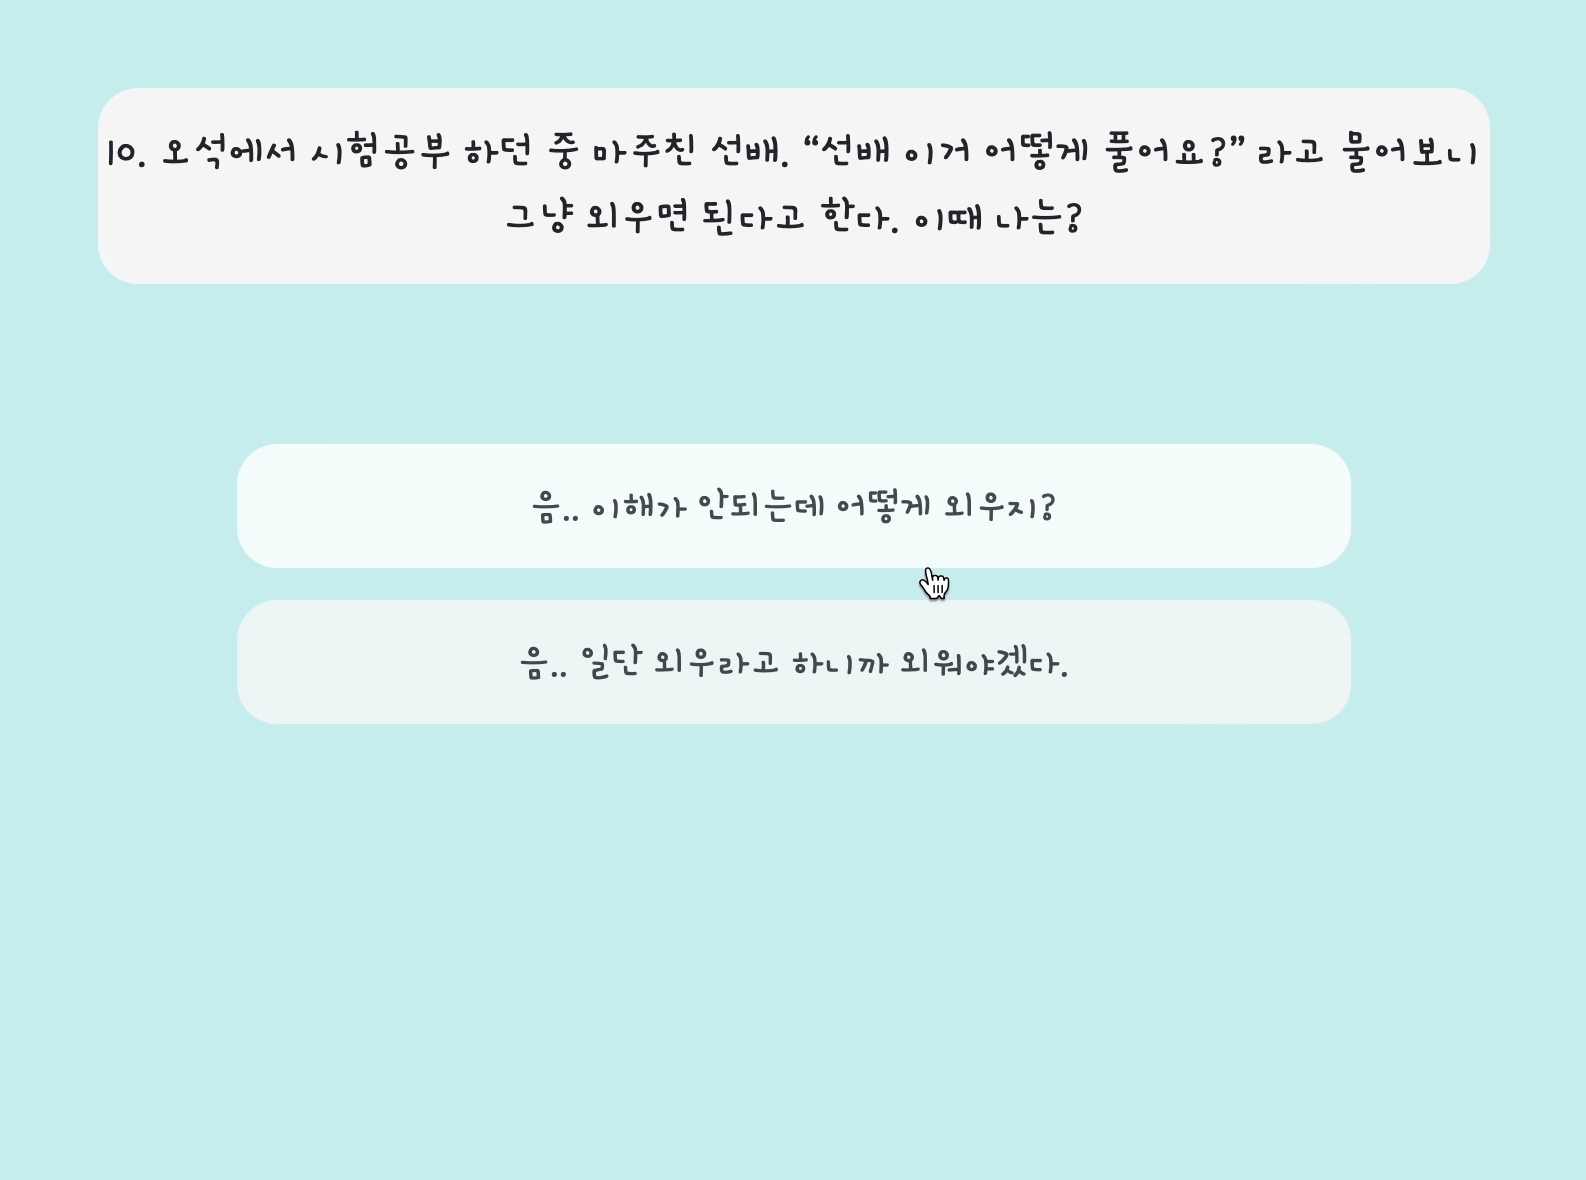 10. 오석에서 시험공부 하던 중 마주친 선배. “선배 이거 어떻게 풀어요?” 라고 물어보니
그냥 외우면 된다고 한다. 이때 나는?
음.. 이해가 안되는데 어떻게 외우지?
음.. 일단 외우라고 하니까 외워야겠다.